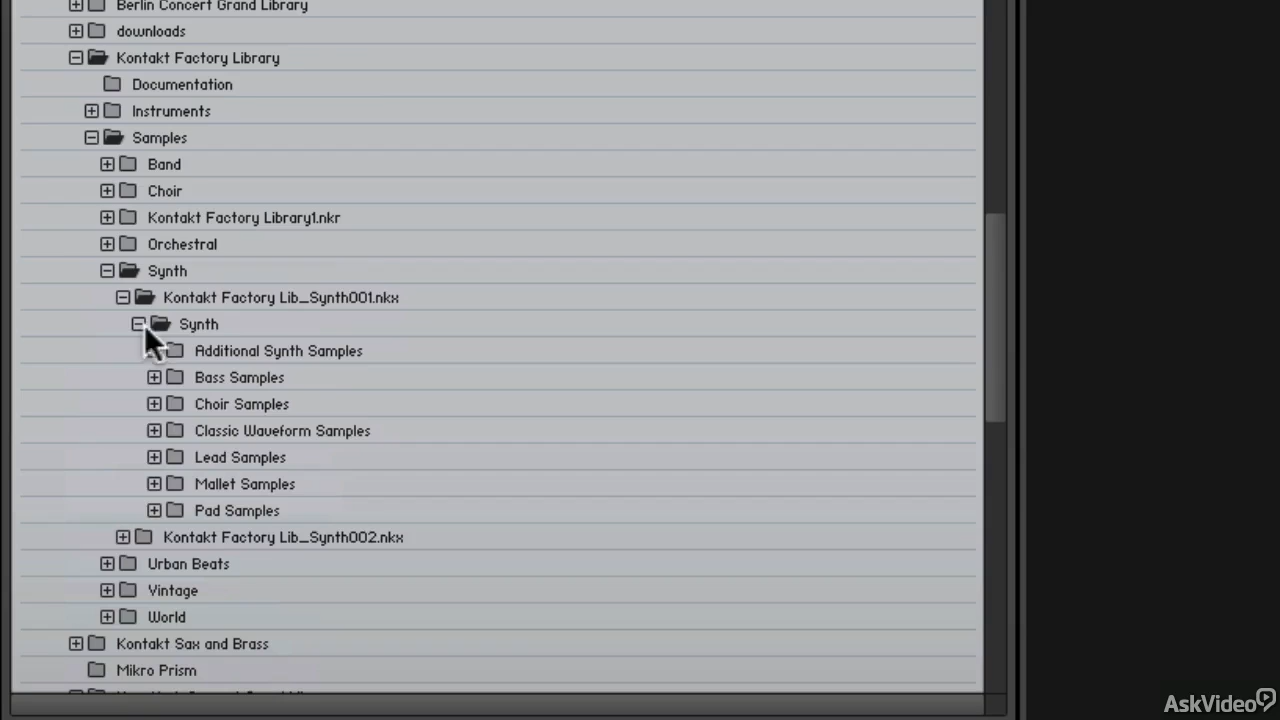 Berlin Concert Grand Library
downloads
Kontakt Factory Library
Documentation
Instruments
Samples
Band
Choir
Kontakt Factory Library1.nkr
Orchestral
Synth
Kontakt Factory Lib_Synth001.nkx
Synth
Additional Synth Samples
Bass Samples
Choir Samples
Classic Waveform Samples
Lead Samples
Mallet Samples
Pad Samples
Kontakt Factory Lib_Synth002.nkx
Urban Beats
Vintage
World
Kontakt Sax and Brass
Mikro Prism
AskVideo